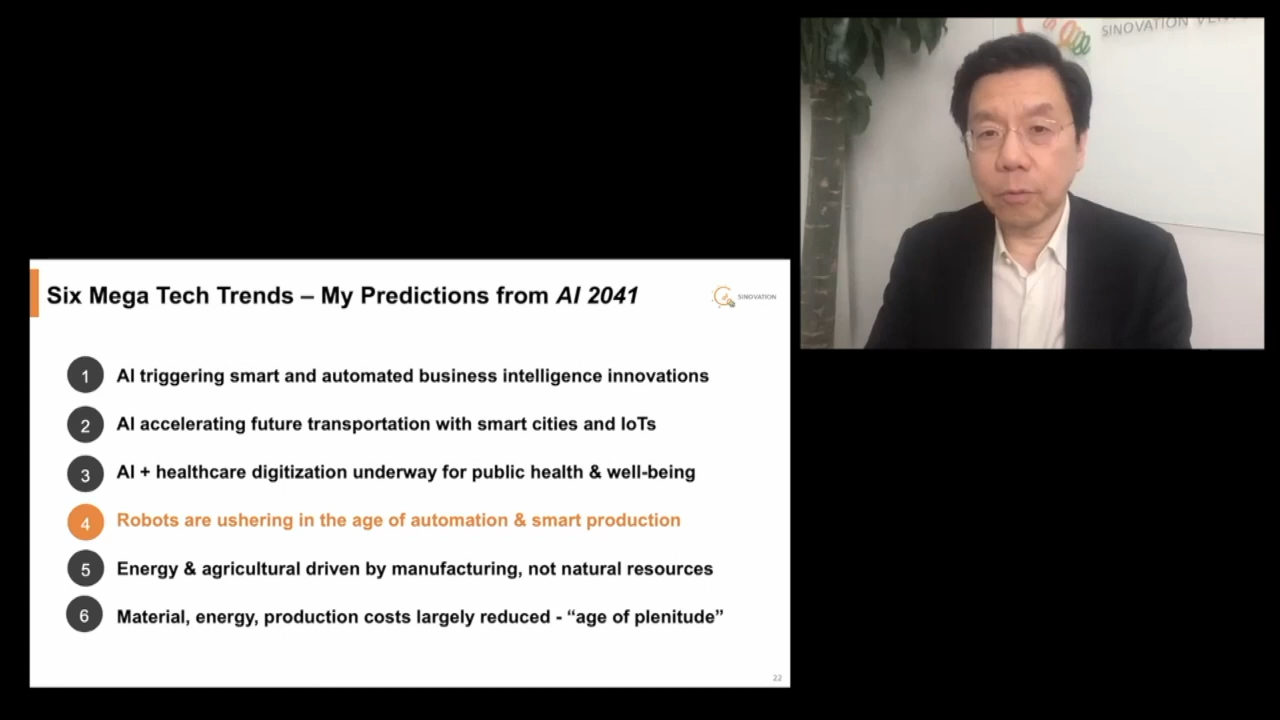 SINOVATION
Six Mega Tech Trends – My Predictions from AI 2041
SINOVATION
1 AI triggering smart and automated business intelligence innovations
2 AI accelerating future transportation with smart cities and IoTs
3 AI + healthcare digitization underway for public health & well-being
4 Robots are ushering in the age of automation & smart production
5 Energy & agricultural driven by manufacturing, not natural resources
6 Material, energy, production costs largely reduced - “age of plenitude”
22